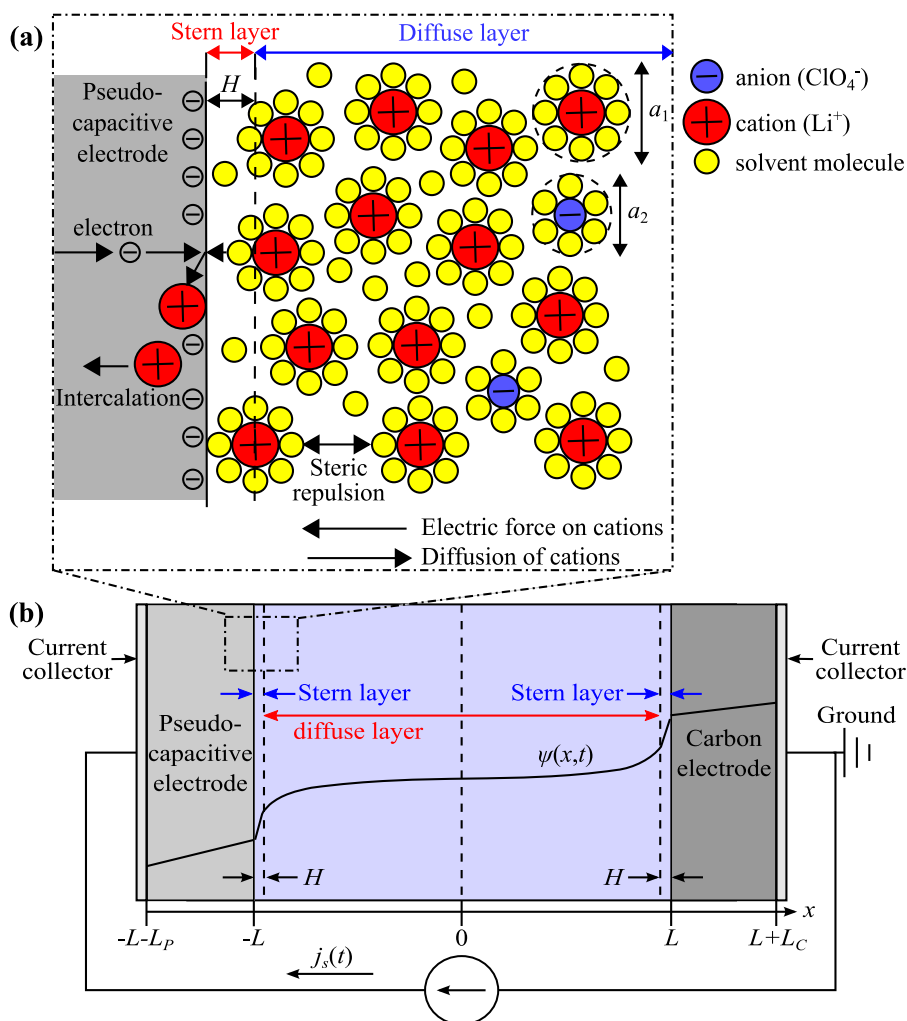 (a)
Stern layer
Diffuse layer
H
Pseudo-
capacitive
electrode
electron
Intercalation
a1
a2
anion (ClO4-)
cation (Li+)
solvent molecule
Steric
repulsion
Electric force on cations
Diffusion of cations
(b)
Current
collector
Current
collector
Stern layer
Stern layer
diffuse layer
Pseudo-
capacitive
electrode
ψ(x,t)
Carbon
electrode
Ground
H
H
x
-L-LP
-L
0
L
L+LC
js(t)